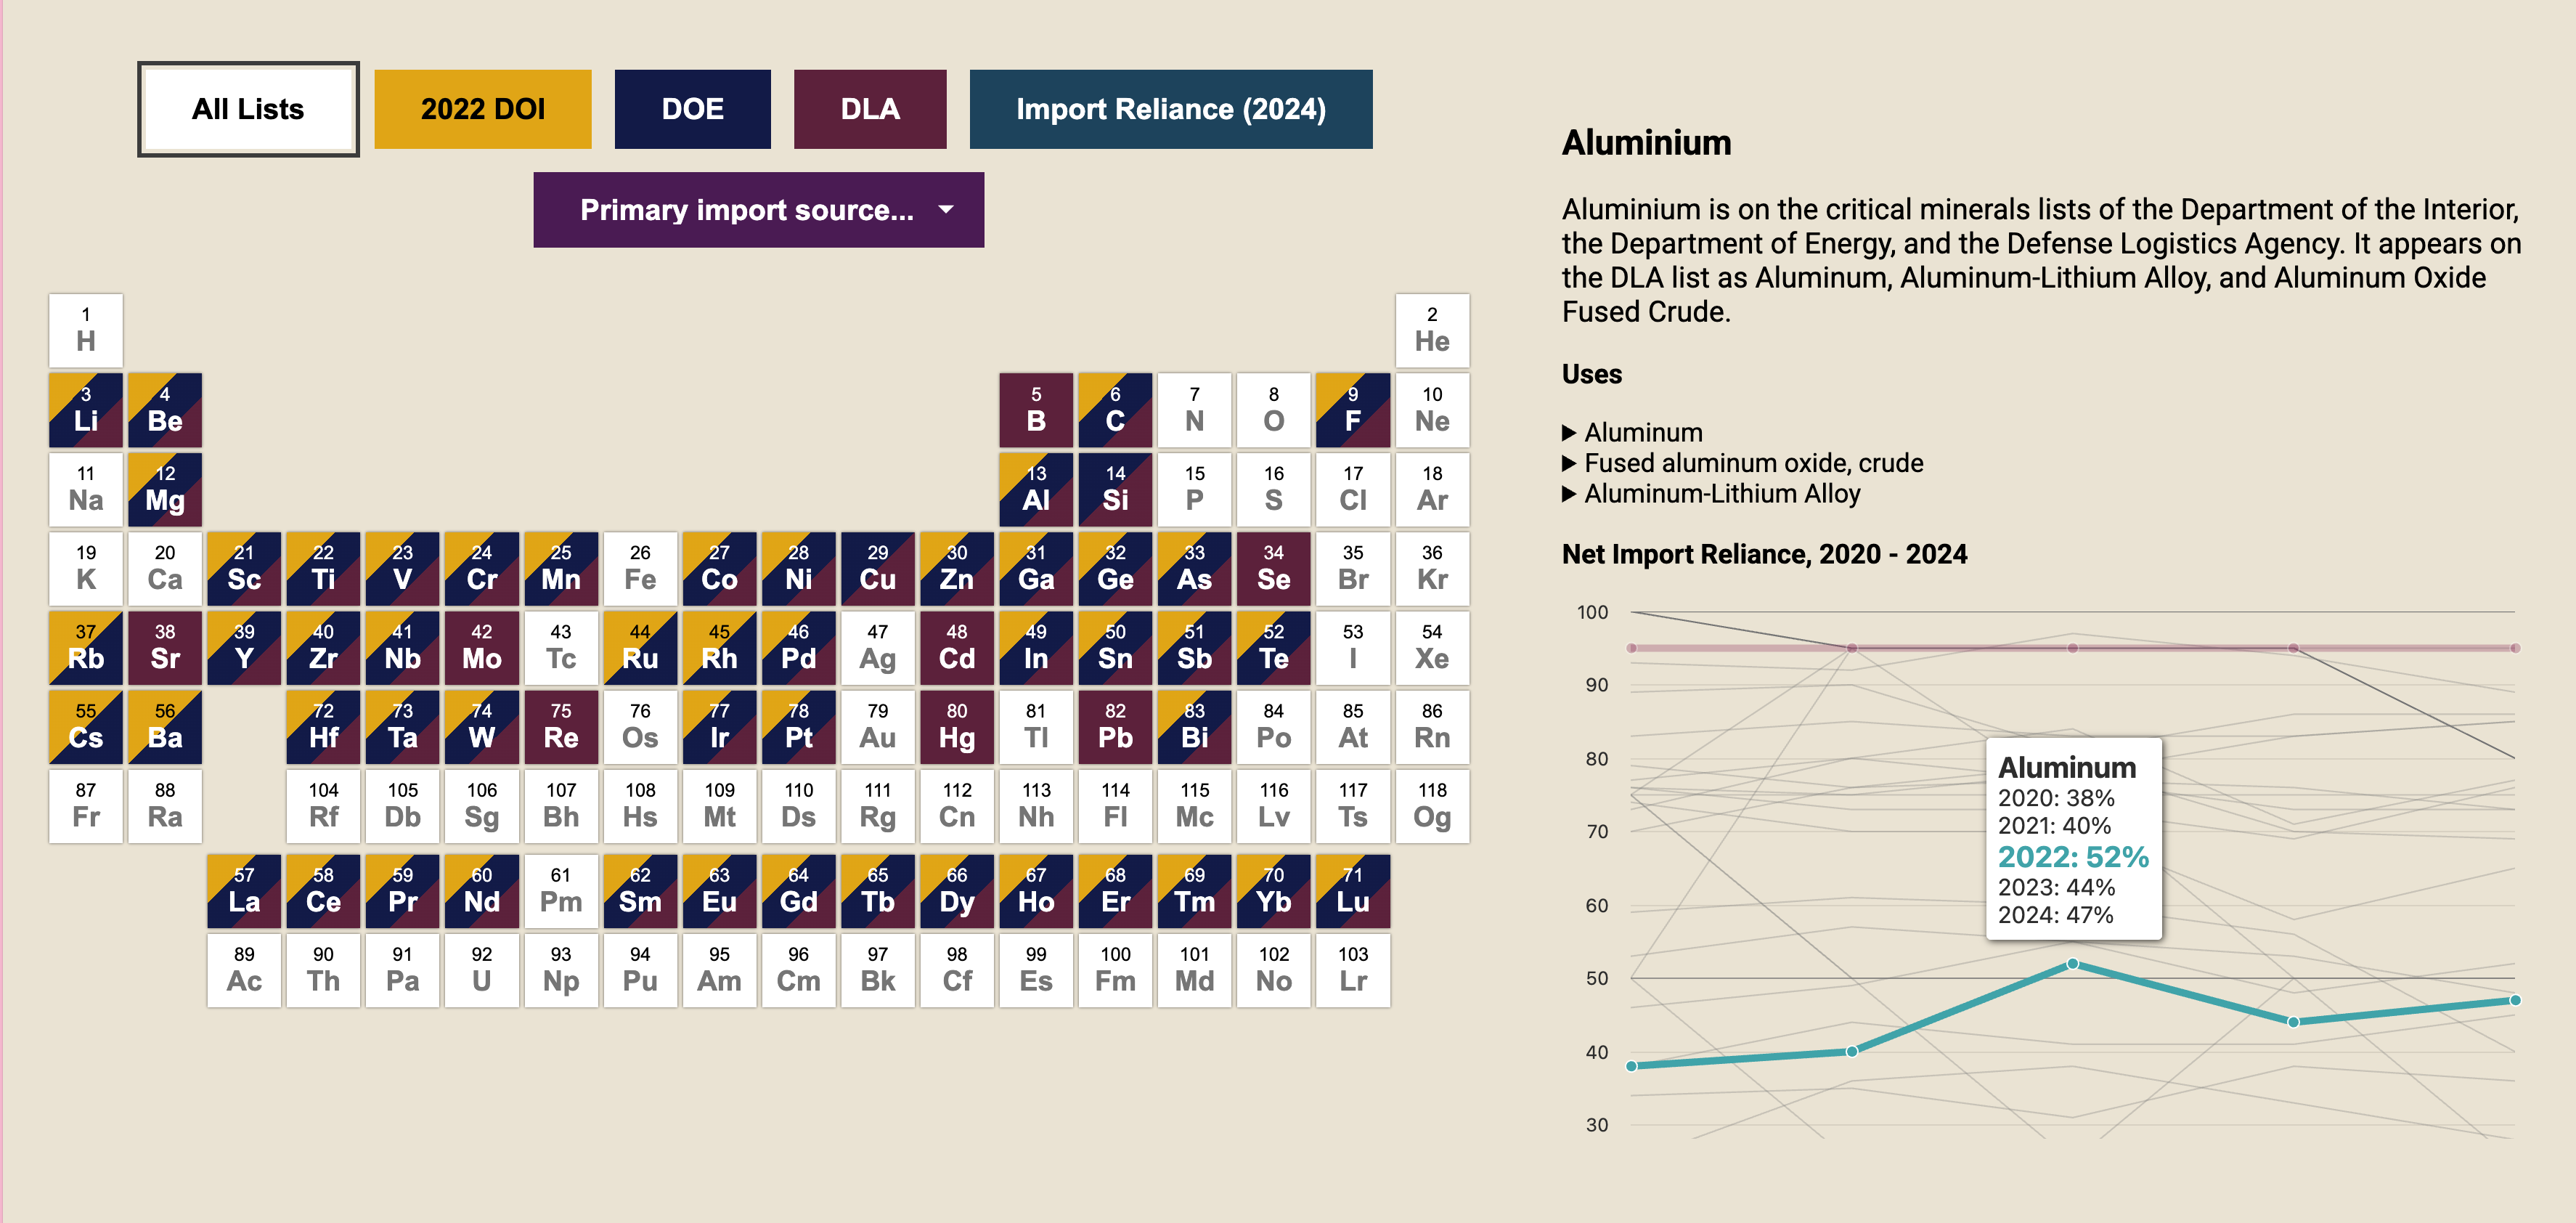 All Lists
2022 DOI
DOE
DLA
Import Reliance (2024)
Primary import source...
1 2
H He
3 4 5 6 7 8 9 10
Li Be B C N O F Ne
11 12 13 14 15 16 17 18
Na Mg Al Si P S Cl Ar
19 20 21 22 23 24 25 26 27 28 29 30 31 32 33 34 35 36
K Ca Sc Ti V Cr Mn Fe Co Ni Cu Zn Ga Ge As Se Br Kr
37 38 39 40 41 42 43 44 45 46 47 48 49 50 51 52 53 54
Rb Sr Y Zr Nb Mo Tc Ru Rh Pd Ag Cd In Sn Sb Te I Xe
55 56 72 73 74 75 76 77 78 79 80 81 82 83 84 85 86
Cs Ba Hf Ta W Re Os Ir Pt Au Hg Tl Pb Bi Po At Rn
87 88 104 105 106 107 108 109 110 111 112 113 114 115 116 117 118
Fr Ra Rf Db Sg Bh Hs Mt Ds Rg Cn Nh Fl Mc Lv Ts Og
57 58 59 60 61 62 63 64 65 66 67 68 69 70 71
La Ce Pr Nd Pm Sm Eu Gd Tb Dy Ho Er Tm Yb Lu
89 90 91 92 93 94 95 96 97 98 99 100 101 102 103
Ac Th Pa U Np Pu Am Cm Bk Cf Es Fm Md No Lr
Aluminium
Aluminium is on the critical minerals lists of the Department of the Interior,
the Department of Energy, and the Defense Logistics Agency. It appears on
the DLA list as Aluminum, Aluminum-Lithium Alloy, and Aluminum Oxide
Fused Crude.
Uses
Aluminum
Fused aluminum oxide, crude
Aluminum-Lithium Alloy
Net Import Reliance, 2020 - 2024
100
90
80
70
60
50
40
30
Aluminum
2020: 38%
2021: 40%
2022: 52%
2023: 44%
2024: 47%